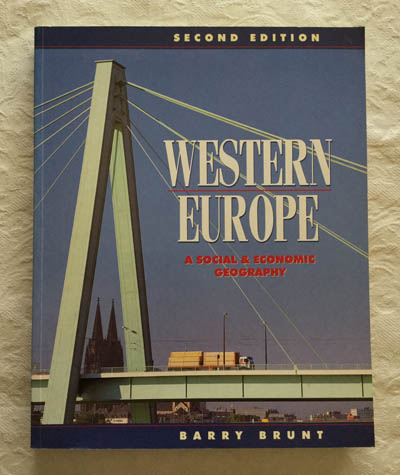 SECOND EDITION
WESTERN
EUROPE
A SOCIAL & ECONOMIC
GEOGRAPHY
BARRY BRUNT